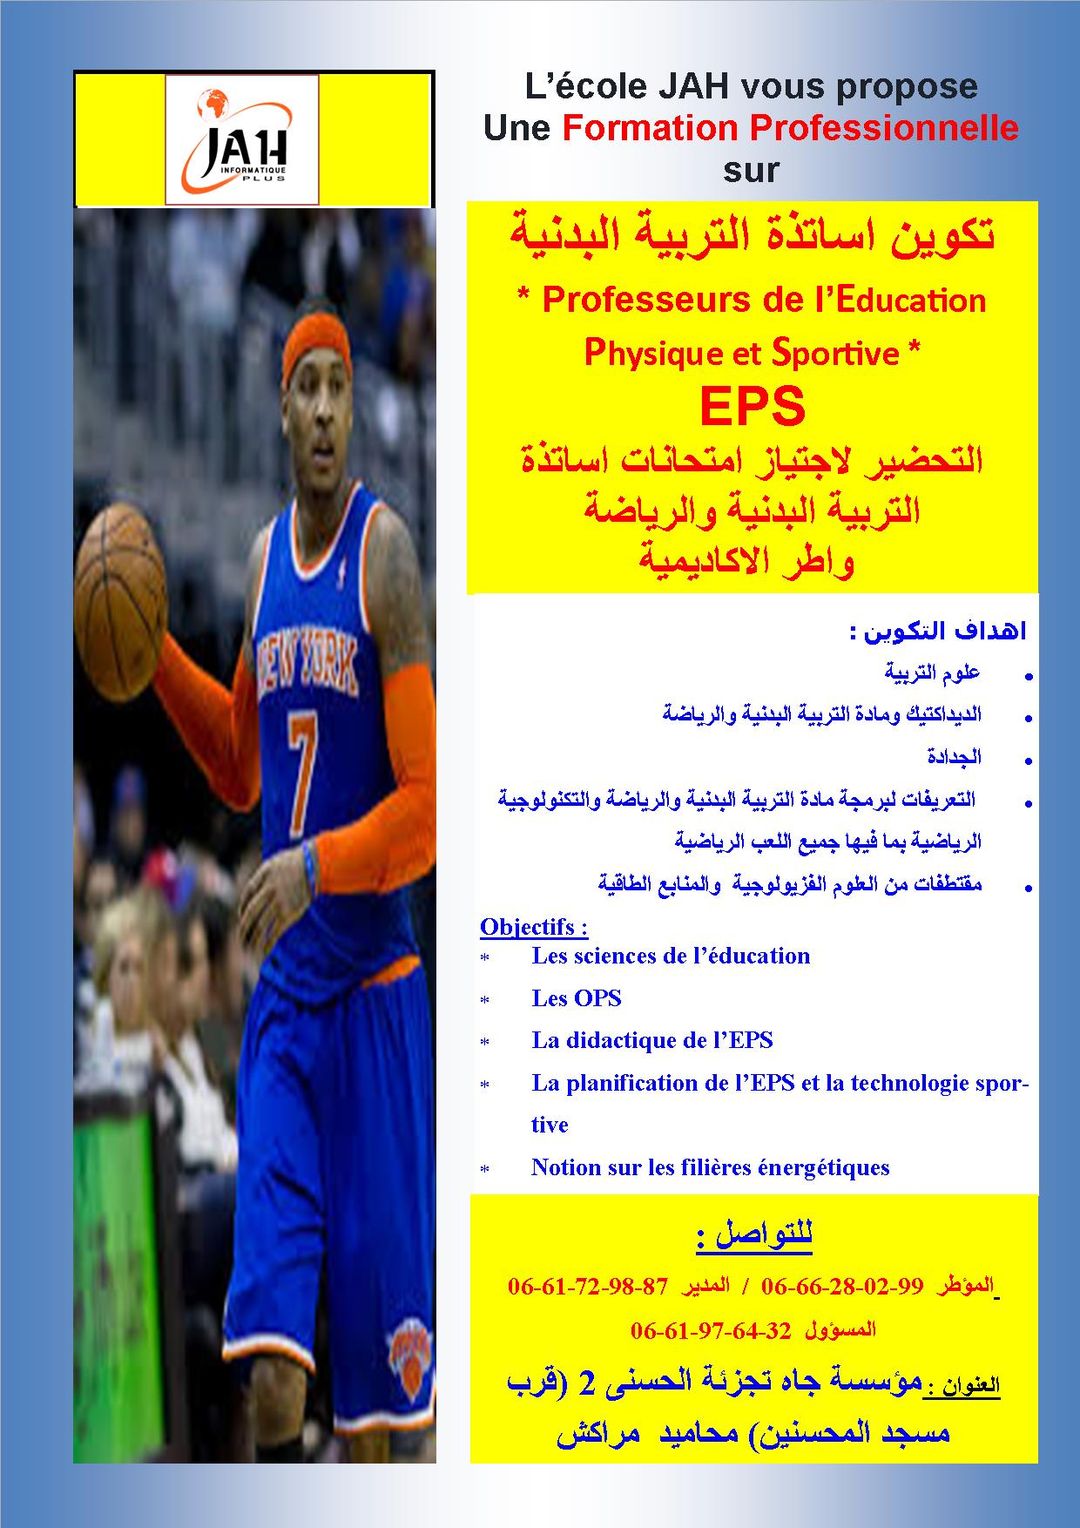 JAH
INFORMATIQUE
PLUS
L'école JAH vous propose
Une Formation Professionnelle
sur
تكوين اساتذة التربية البدنية
* Professeurs de l'Education
Physique et Sportive *
EPS
التحضير لاجتياز امتحانات اساتذة
التربية البدنية والرياضة
واطر الاكاديمية
NEW YORK
7
اهداف التكوين :
• علوم التربية
• الديداكتيك ومادة التربية البدنية والرياضة
• الجدادة
• التعريفات لبرمجة مادة التربية البدنية والرياضة والتكنولوجية
الرياضية بما فيها جميع اللعب الرياضية
• مقتطفات من العلوم الفزيولوجية والمنابع الطاقية
Objectifs :
* Les sciences de l'éducation
* Les OPS
* La didactique de l'EPS
* La planification de l'EPS et la technologie spor-
tive
* Notion sur les filières énergétiques
للتواصل :
المؤطر 06-66-28-02-99 / المدير 06-61-72-98-87
المسؤول 06-61-97-64-32
العنوان : مؤسسة جاه تجزئة الحسنى 2 (قرب
مسجد المحسنين) محاميد مراكش